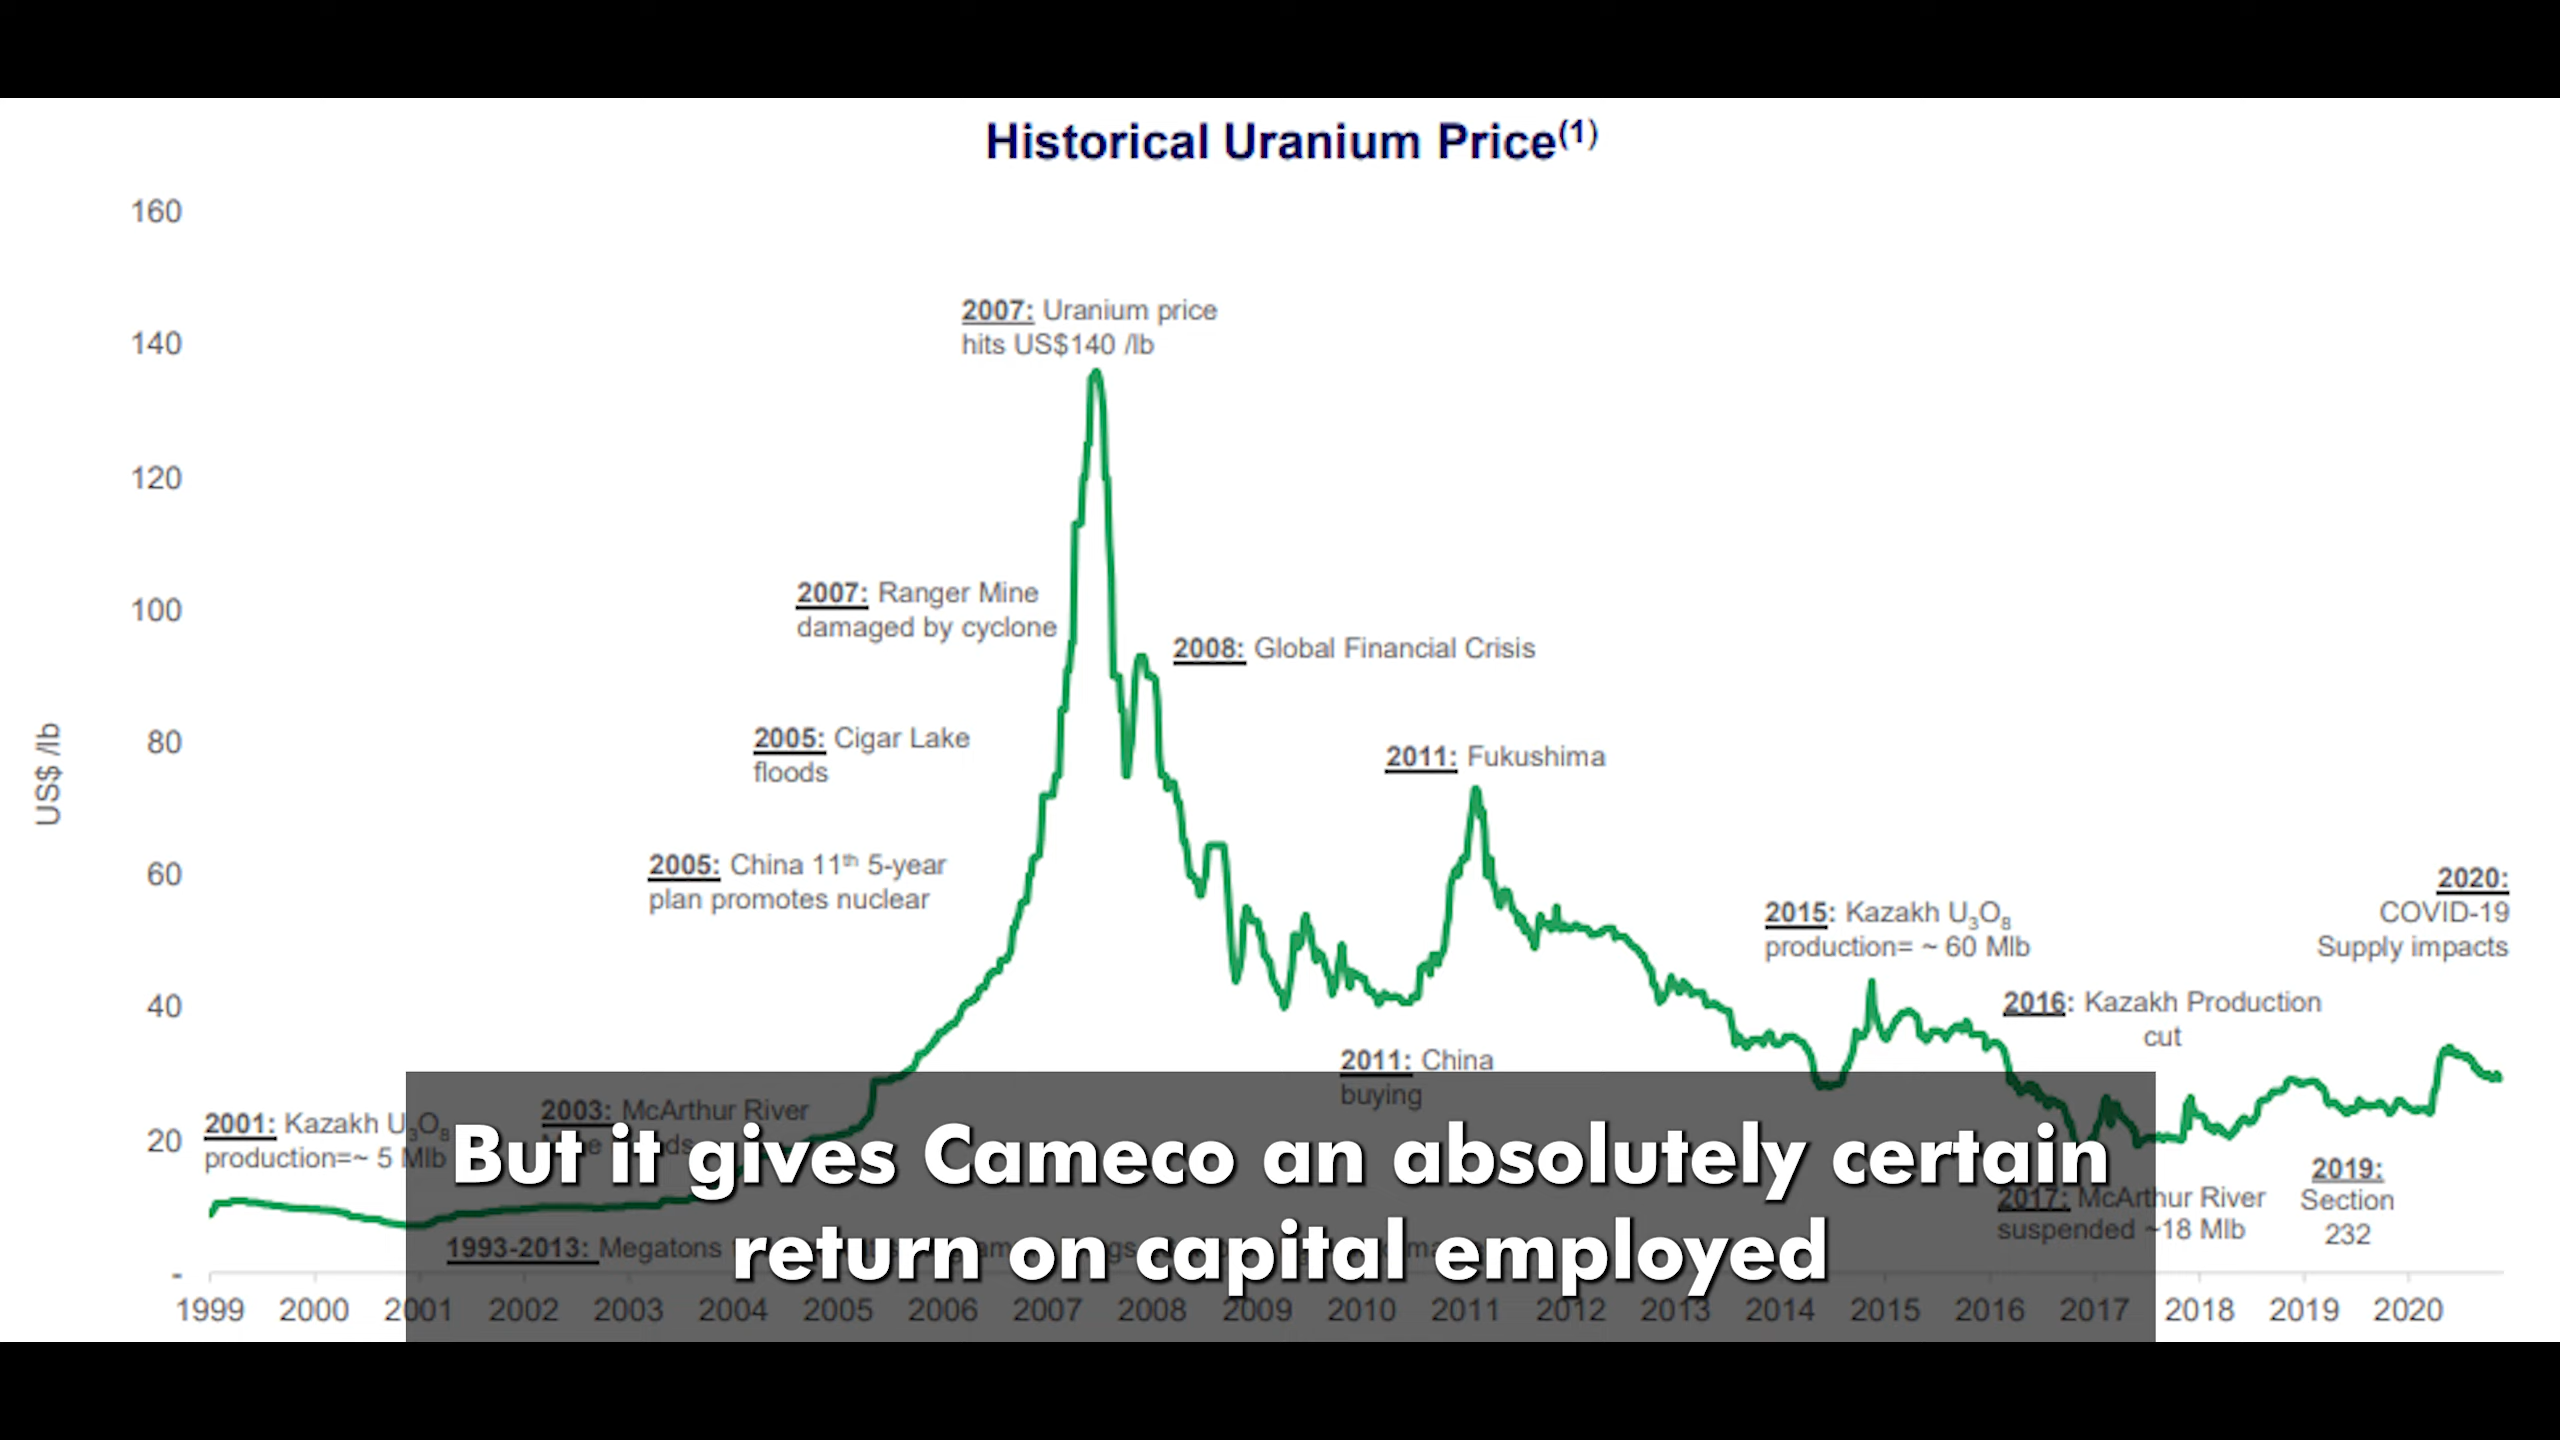 Historical Uranium Price(1)
160
140
120
100
80
60
40
20
-
US$ /lb
2007: Uranium price
hits US$140 /lb
2007: Ranger Mine
damaged by cyclone
2008: Global Financial Crisis
2005: Cigar Lake
floods
2011: Fukushima
2005: China 11th 5-year
plan promotes nuclear
2020:
COVID-19
Supply impacts
2015: Kazakh U3O8
production= ~ 60 Mlb
2016: Kazakh Production
cut
2011: China
buying
2001: Kazakh U3O8
production=~ 5 Mlb
2003: McArthur River
2019:
Section
232
2017: McArthur River
suspended ~18 Mlb
1993-2013: Megatons
But it gives Cameco an absolutely certain
return on capital employed
1999 2000 2001 2002 2003 2004 2005 2006 2007 2008 2009 2010 2011 2012 2013 2014 2015 2016 2017 2018 2019 2020